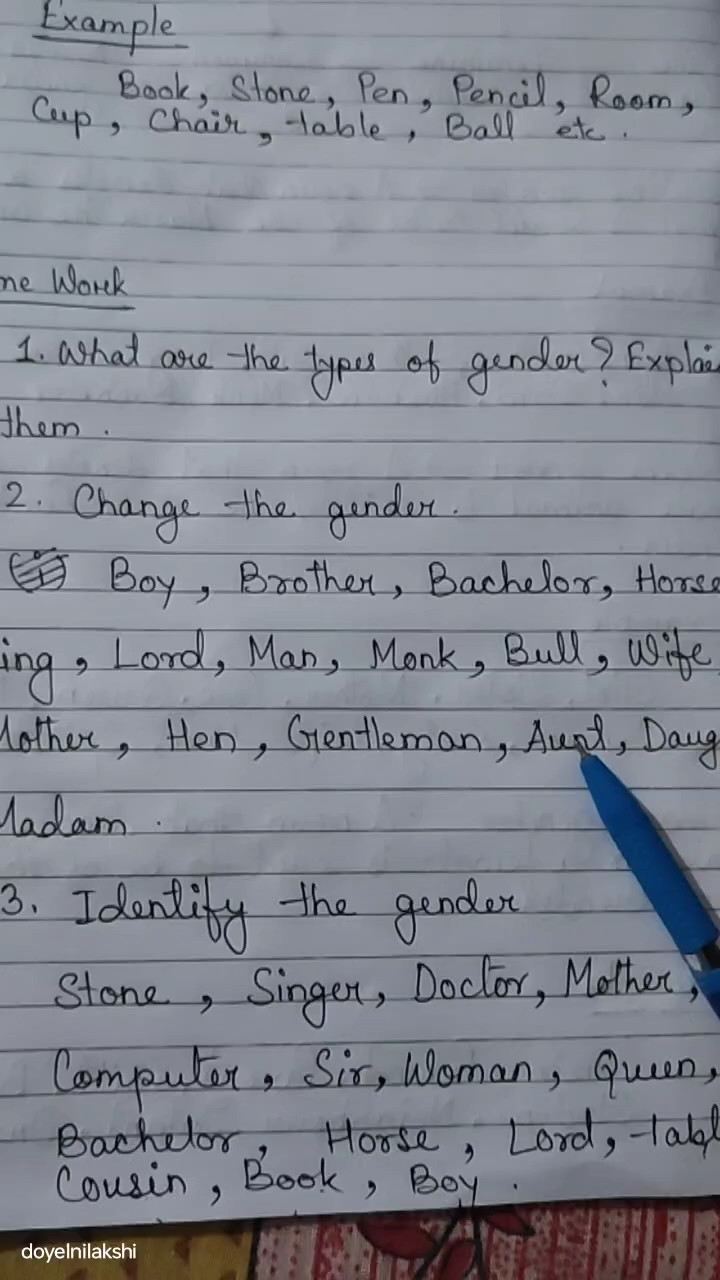 Example
Book, Stone, Pen, Pencil, Room,
Cup, Chair, table, Ball etc.
me Work
1. What are the types of gender? Explai
them.
2. Change the gender.
Boy, Brother, Bachelor, Horse
ing, Lord, Man, Monk, Bull, Wife
Mother, Hen, Gentleman, Aunt, Daug
Madam.
3. Identify the gender
Stone, Singer, Doctor, Mother,
Computer, Sir, Woman, Queen,
Bachelor, Horse, Lord, tabl
Cousin, Book, Boy.
doyelnilakshi